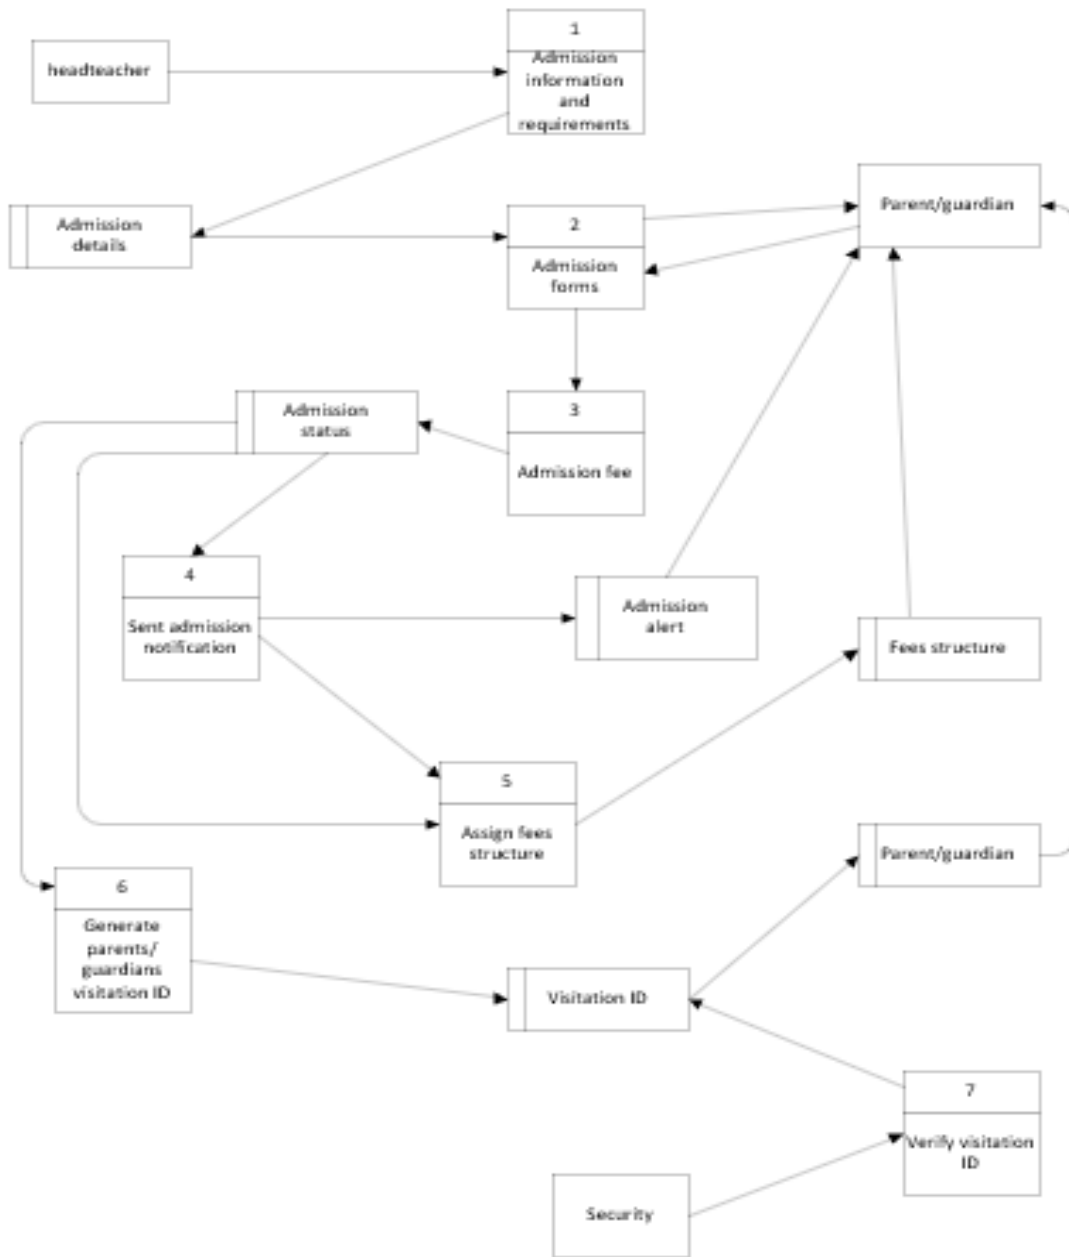 1
headteacher
Admission
information
and
requirements
Parent/guardian
Admission
details
2
Admission
forms
Admission
status
3
Admission fee
4
Sent admission
notification
Admission
alert
Fees structure
5
Assign fees
structure
Parent/guardian
6
Generate
parents/
guardians
visitation ID
Visitation ID
7
Verify visitation
ID
Security